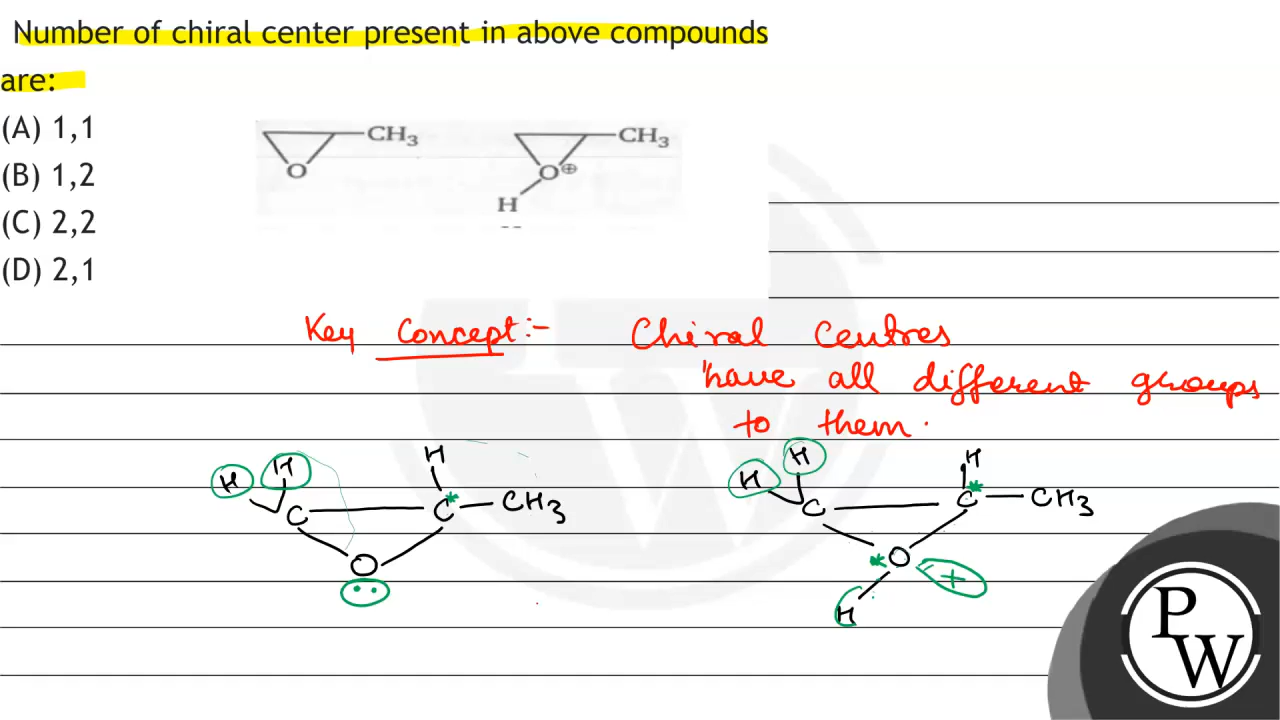 Number of chiral center present in above compounds
are:
(A) 1,1
(B) 1,2
(C) 2,2
(D) 2,1
CH3
O
CH3
O⊕
H
Key Concept:- Chiral Centres
have all different groups
to them.
H H H
C C* CH3
O
··
H H H
C C* CH3
* O +
H
P
W